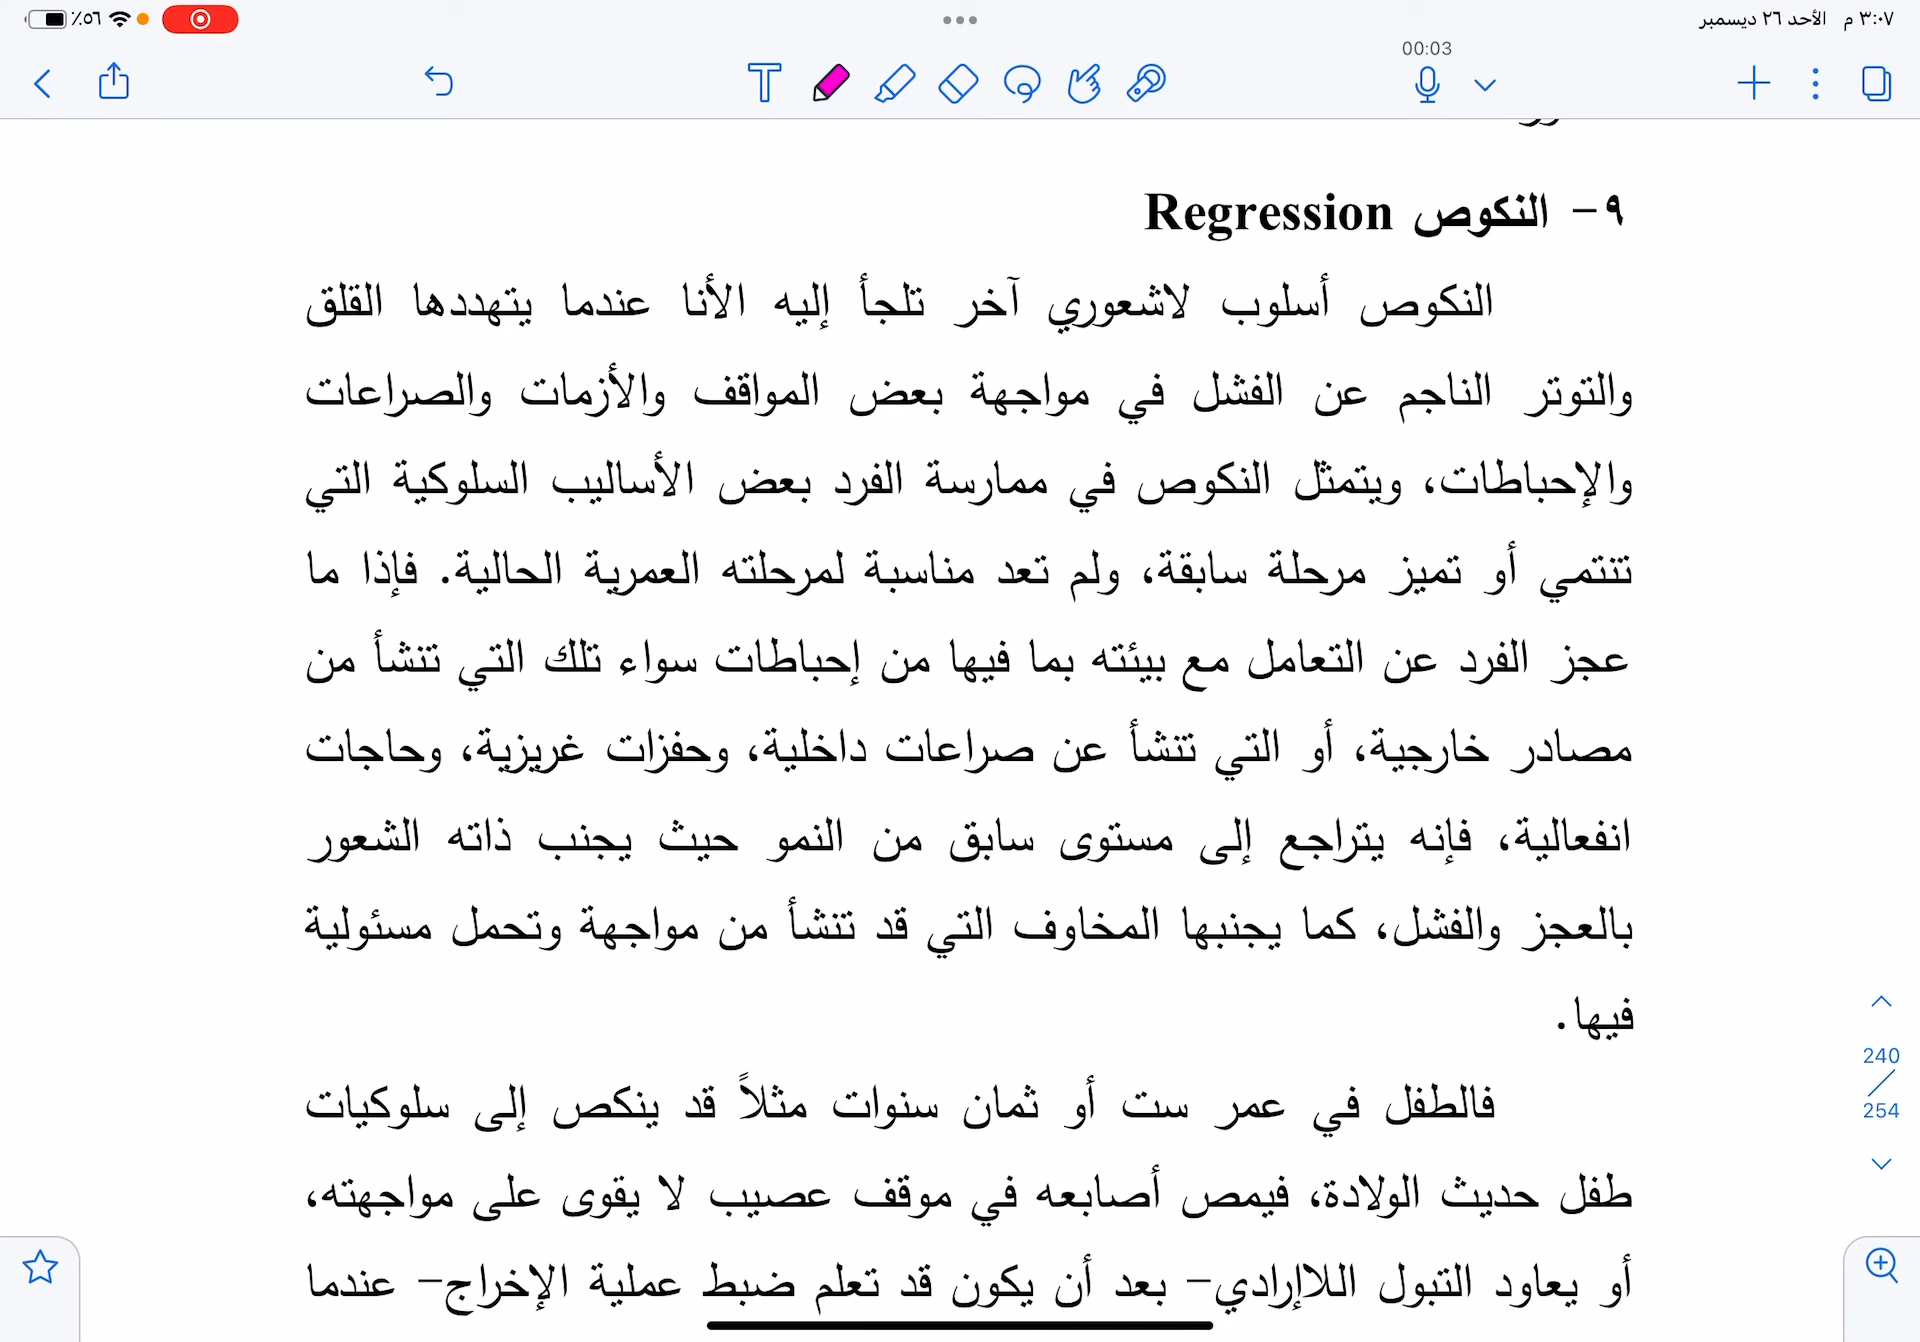 ٣:٠٧ م الأحد ٢٦ ديسمبر
٪٥٦
00:03
٩- النكوص Regression
النكوص أسلوب لاشعوري آخر تلجأ إليه الأنا عندما يتهددها القلق
والتوتر الناجم عن الفشل في مواجهة بعض المواقف والأزمات والصراعات
والإحباطات، ويتمثل النكوص في ممارسة الفرد بعض الأساليب السلوكية التي
تنتمي أو تميز مرحلة سابقة، ولم تعد مناسبة لمرحلته العمرية الحالية. فإذا ما
عجز الفرد عن التعامل مع بيئته بما فيها من إحباطات سواء تلك التي تنشأ من
مصادر خارجية، أو التي تنشأ عن صراعات داخلية، وحفزات غريزية، وحاجات
انفعالية، فإنه يتراجع إلى مستوى سابق من النمو حيث يجنب ذاته الشعور
بالعجز والفشل، كما يجنبها المخاوف التي قد تنشأ من مواجهة وتحمل مسئولية
فيها.
فالطفل في عمر ست أو ثمان سنوات مثلاً قد ينكص إلى سلوكيات
طفل حديث الولادة، فيمص أصابعه في موقف عصيب لا يقوى على مواجهته،
أو يعاود التبول اللاإرادي- بعد أن يكون قد تعلم ضبط عملية الإخراج- عندما
240
254